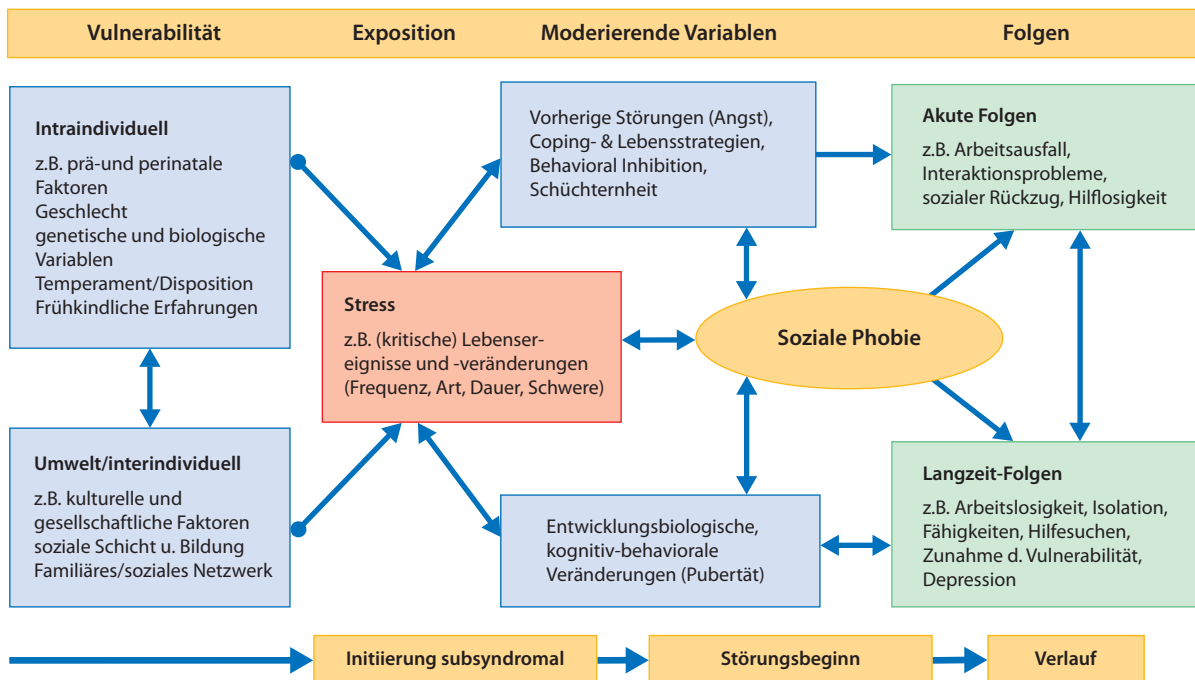 Vulnerabilität
Exposition
Moderierende Variablen
Folgen
Intraindividuell
z.B. prä-und perinatale
Faktoren
Geschlecht
genetische und biologische
Variablen
Temperament/Disposition
Frühkindliche Erfahrungen
Umwelt/interindividuell
z.B. kulturelle und
gesellschaftliche Faktoren
soziale Schicht u. Bildung
Familiäres/soziales Netzwerk
Stress
z.B. (kritische) Lebenser-
eignisse und -veränderungen
(Frequenz, Art, Dauer, Schwere)
Vorherige Störungen (Angst),
Coping- & Lebensstrategien,
Behavioral Inhibition,
Schüchternheit
Soziale Phobie
Entwicklungsbiologische,
kognitiv-behaviorale
Veränderungen (Pubertät)
Akute Folgen
z.B. Arbeitsausfall,
Interaktionsprobleme,
sozialer Rückzug, Hilflosigkeit
Langzeit-Folgen
z.B. Arbeitslosigkeit, Isolation,
Fähigkeiten, Hilfesuchen,
Zunahme d. Vulnerabilität,
Depression
Initiierung subsyndromal
Störungsbeginn
Verlauf